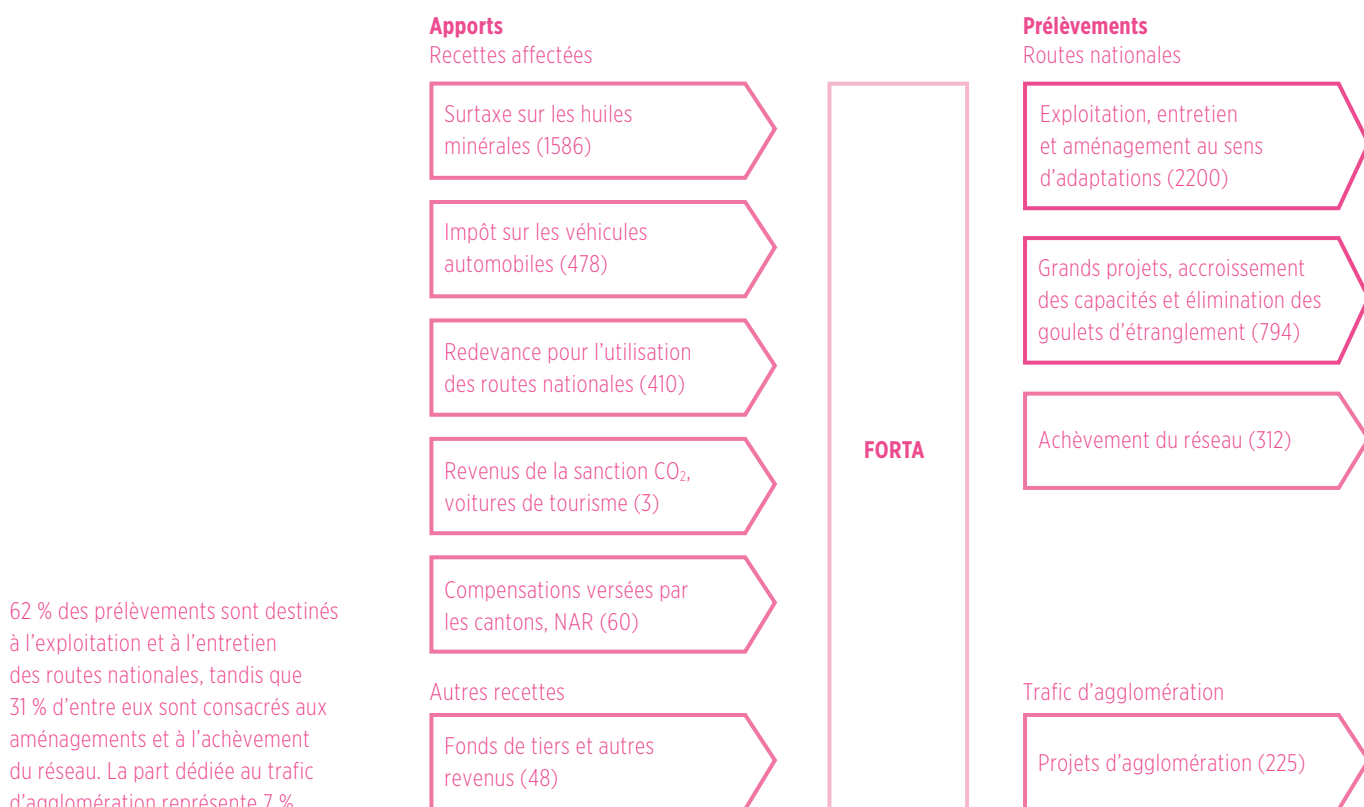 Apports
Recettes affectées
Surtaxe sur les huiles
minérales (1586)
Impôt sur les véhicules
automobiles (478)
Redevance pour l’utilisation
des routes nationales (410)
Revenus de la sanction CO₂,
voitures de tourisme (3)
Compensations versées par
les cantons, NAR (60)
Autres recettes
Fonds de tiers et autres
revenus (48)
FORTA
Prélèvements
Routes nationales
Exploitation, entretien
et aménagement au sens
d’adaptations (2200)
Grands projets, accroissement
des capacités et élimination des
goulets d’étranglement (794)
Achèvement du réseau (312)
Trafic d’agglomération
Projets d’agglomération (225)
62 % des prélèvements sont destinés
à l’exploitation et à l’entretien
des routes nationales, tandis que
31 % d’entre eux sont consacrés aux
aménagements et à l’achèvement
du réseau. La part dédiée au trafic
d’agglomération représente 7 %